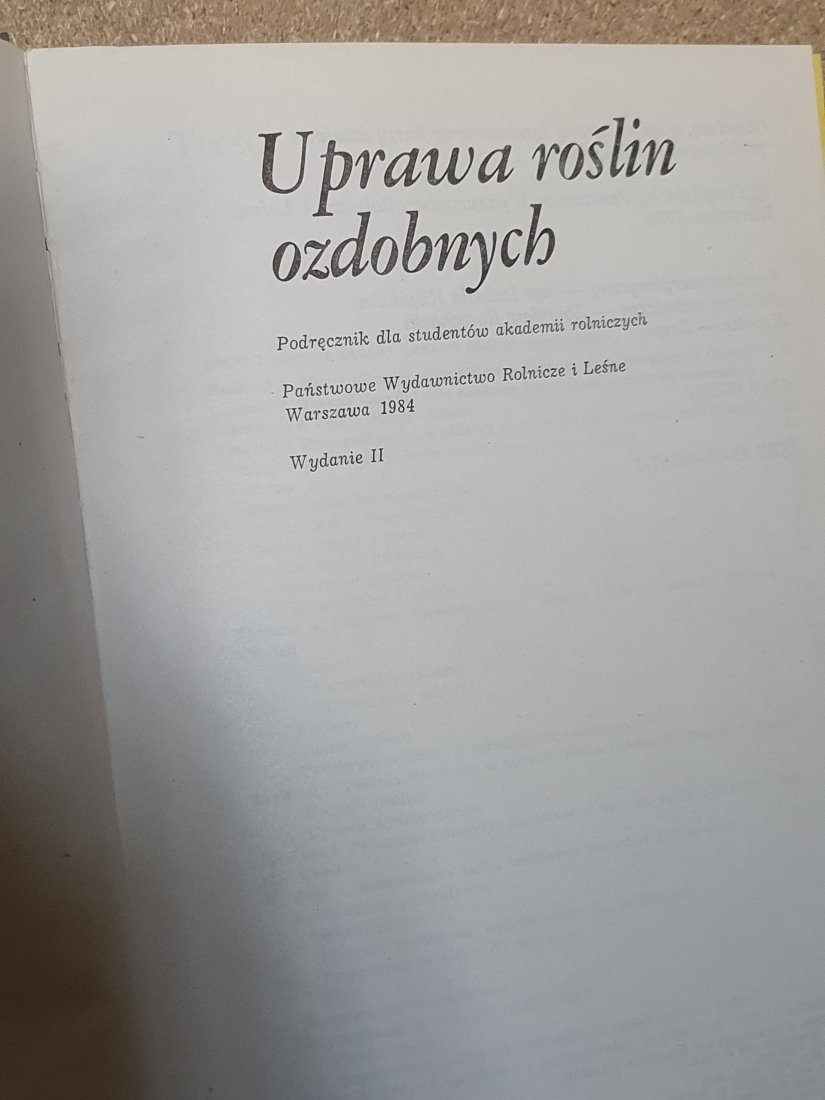 Uprawa roślin
ozdobnych
Podręcznik dla studentów akademii rolniczych
Państwowe Wydawnictwo Rolnicze i Leśne
Warszawa 1984
Wydanie II